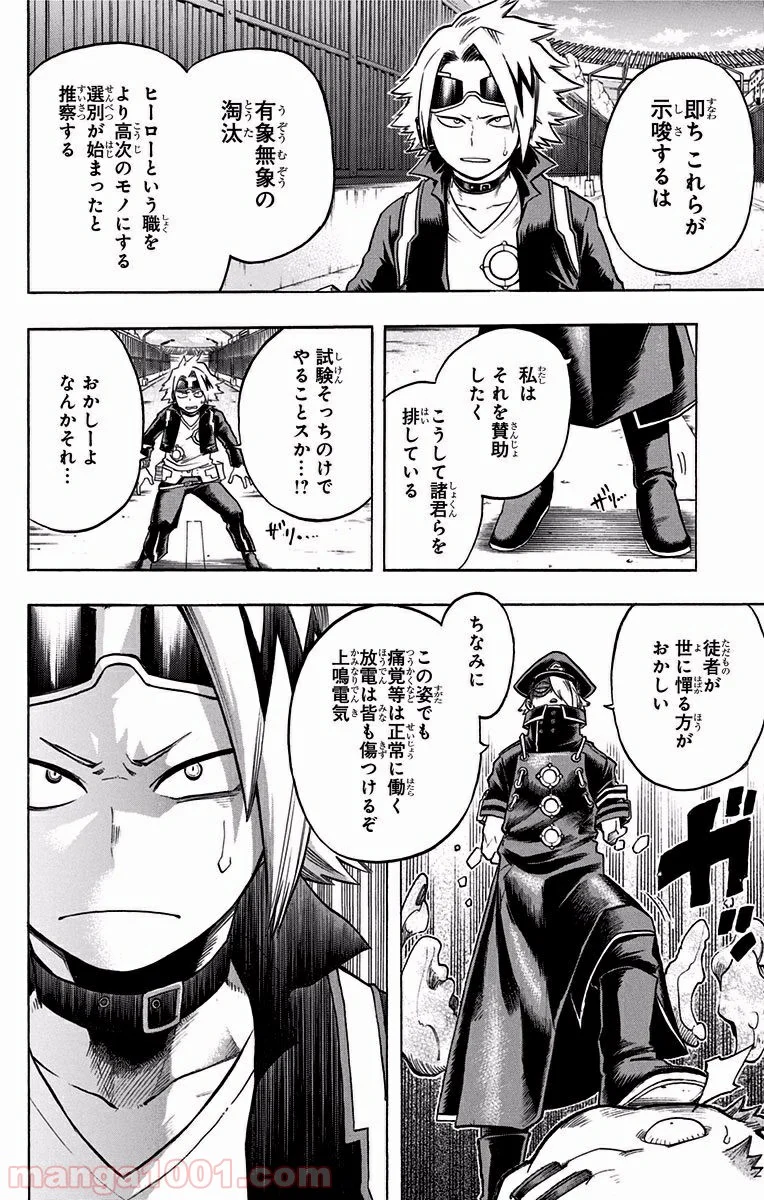 即ち これらが
示唆するは
有象無象の
淘汰
ヒーローという職を
より高次のモノにする
選別が始まったと
推察する
私は
それを賛助
したく
こうして諸君らを
排している
ザリ…
試験そっちのけで
やることスか…!?
おかしーよ
なんかそれ…
ザリ…
徒者が
世に憚る方が
おかしい
ちなみに
この姿でも
痛覚等は正常に働く
放電は皆も傷つけるぞ
上鳴電気
ゴゴ
manga1001.com